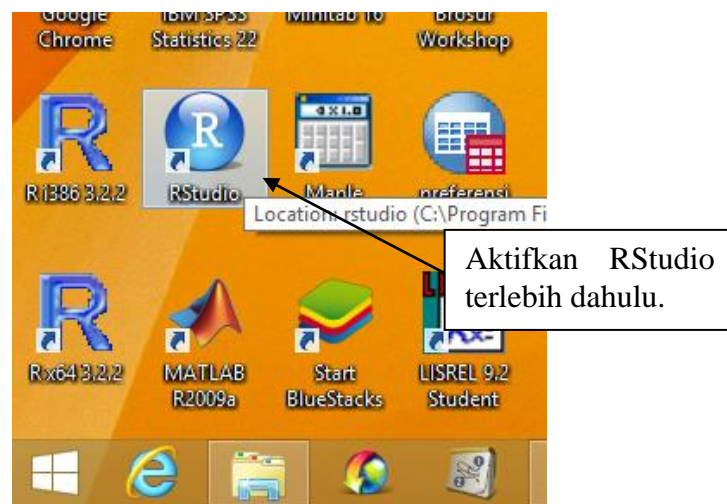 Google
IBM SPSS
Minitab 16
Brosur
Chrome
Statistics 22
Workshop
R i386 3.2.2
RStudio
Maple
preferensi
Location: rstudio (C:\Program Fi
Aktifkan RStudio
terlebih dahulu.
R x64 3.2.2
MATLAB
R2009a
Start
BlueStacks
LISREL 9.2
Student